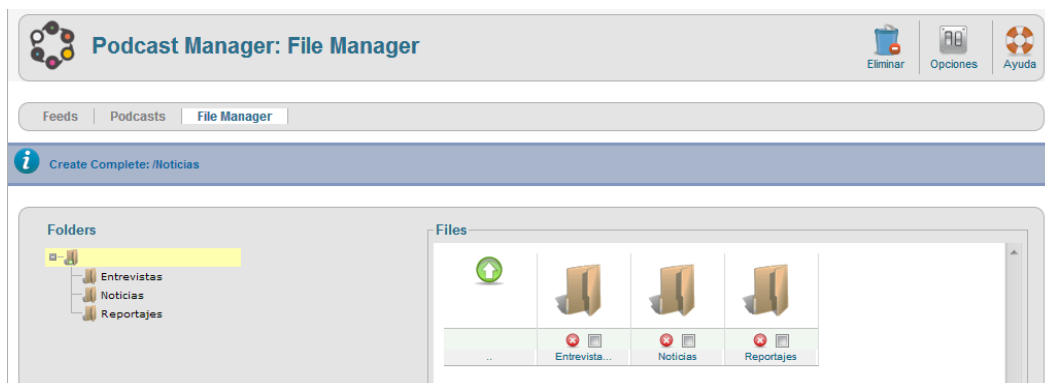 Podcast Manager: File Manager
Eliminar
Opciones
Ayuda
Feeds
Podcasts
File Manager
Create Complete: /Noticias
Folders
Entrevistas
Noticias
Reportajes
Files
..
Entrevista...
Noticias
Reportajes